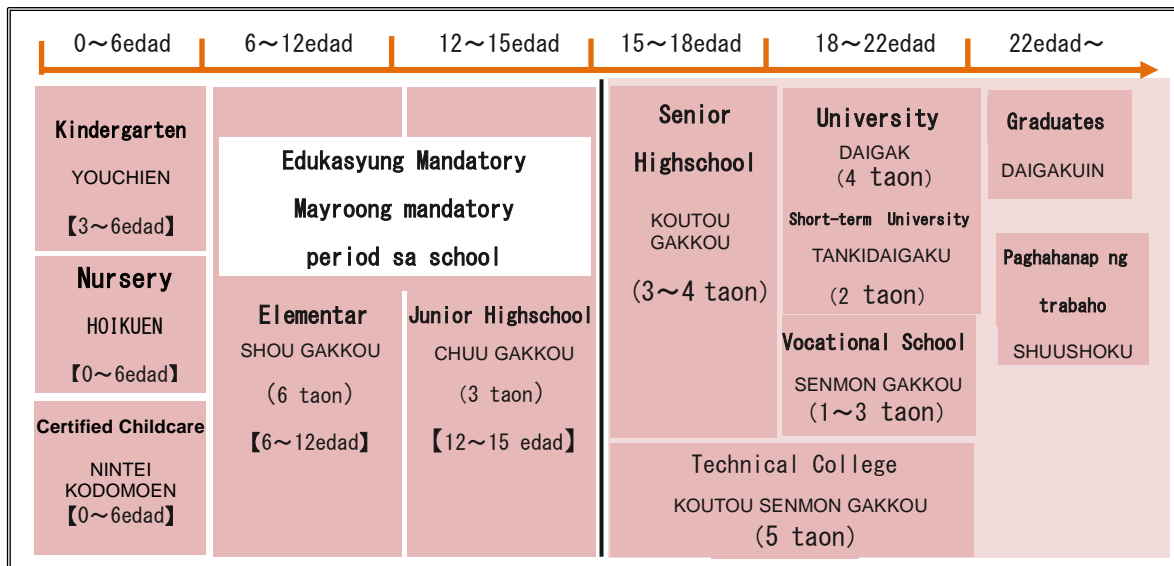 0～6edad
6～12edad
12～15edad
15～18edad
18～22edad
22edad～
Kindergarten
YOUCHIEN
【3～6edad】
Nursery
HOIKUEN
【0～6edad】
Certified Childcare
NINTEI
KODOMOEN
【0～6edad】
Edukasyung Mandatory
Mayroong mandatory
period sa school
Elementar
SHOU GAKKOU
(6 taon)
【6～12edad】
Junior Highschool
CHUU GAKKOU
(3 taon)
【12～15 edad】
Senior
Highschool
KOUTOU
GAKKOU
(3～4 taon)
University
DAIGAK
(4 taon)
Short-term University
TANKIDAIGAKU
(2 taon)
Vocational School
SENMON GAKKOU
(1～3 taon)
Technical College
KOUTOU SENMON GAKKOU
(5 taon)
Graduates
DAIGAKUIN
Paghahanap ng
trabaho
SHUUSHOKU